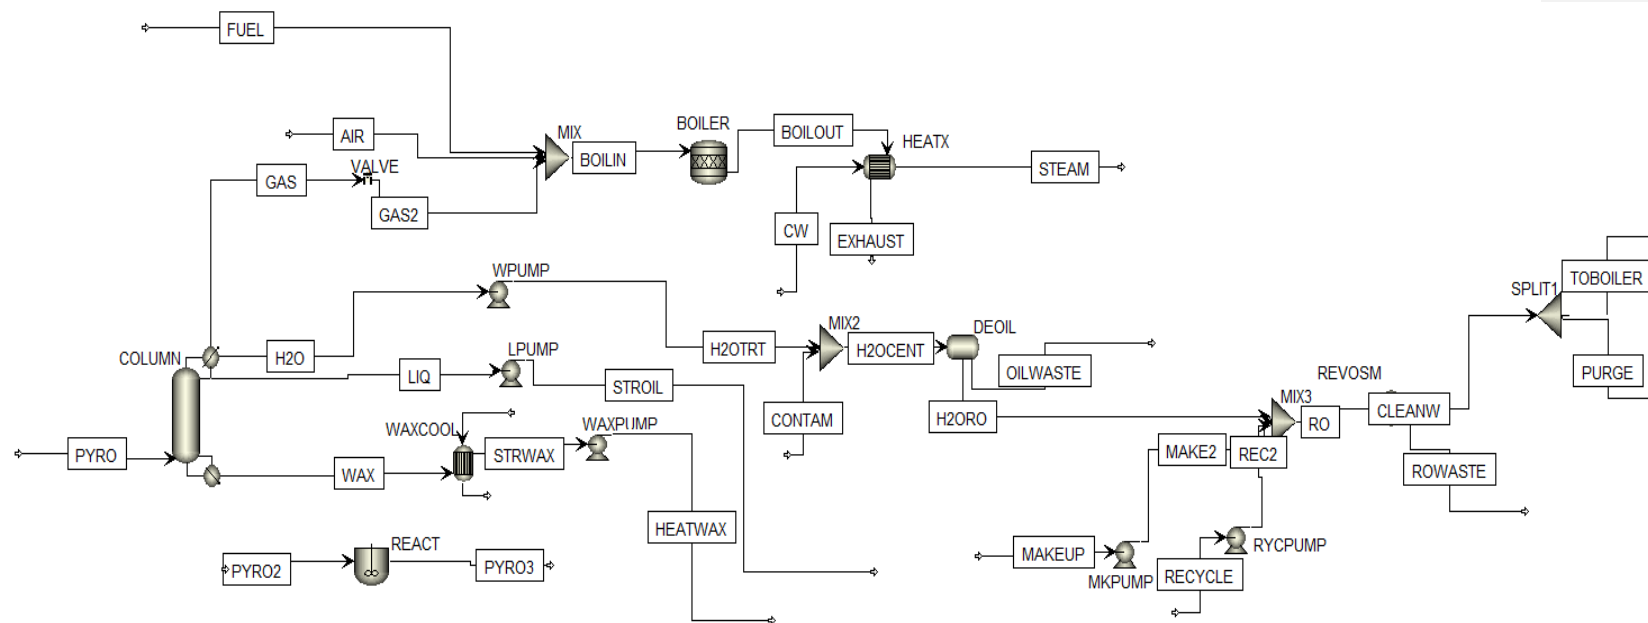 FUEL
AIR
MIX
BOILER
BOILOUT
HEATX
BOILIN
STEAM
VALVE
GAS
GAS2
CW
EXHAUST
WPUMP
TOBOILER
SPLIT1
MIX2
DEOIL
COLUMN
H2O
LPUMP
H2OTRT
H2OCENT
LIQ
STROIL
OILWASTE
REVOSM
PURGE
MIX3
CLEANW
CONTAM
H2ORO
RO
WAXCOOL
WAXPUMP
PYRO
STRWAX
MAKE2
REC2
WAX
ROWASTE
HEATWAX
REACT
RYCPUMP
MAKEUP
PYRO2
PYRO3
MKPUMP
RECYCLE